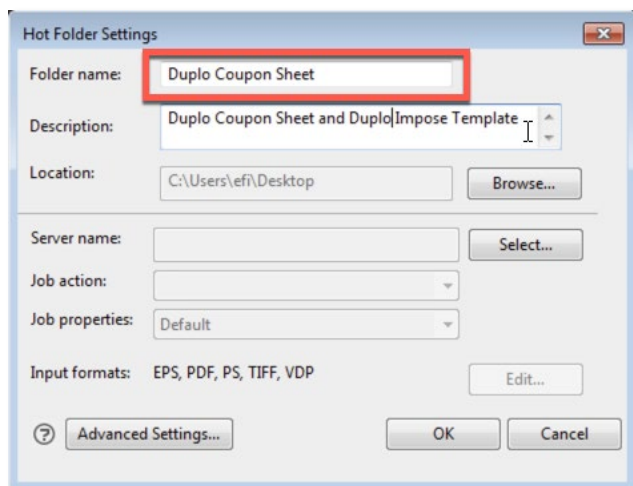 Hot Folder Settings
Folder name: Duplo Coupon Sheet
Description: Duplo Coupon Sheet and Duplo Impose Template
Location: C:\Users\efi\Desktop Browse...
Server name: Select...
Job action:
Job properties: Default
Input formats: EPS, PDF, PS, TIFF, VDP Edit...
? Advanced Settings... OK Cancel